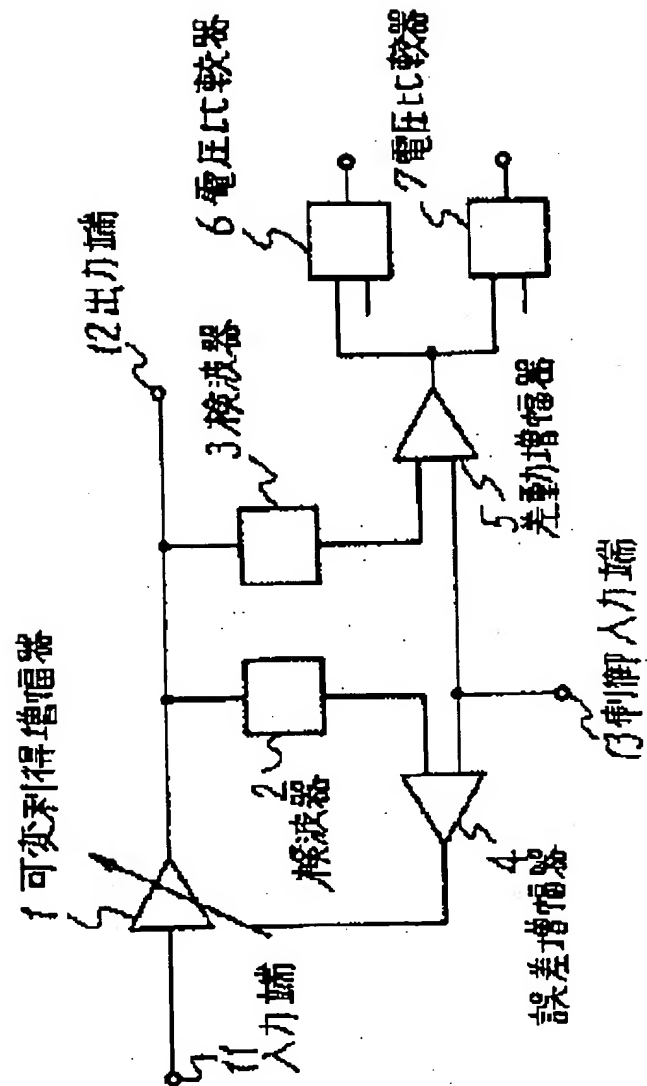 1 可変利得増幅器
12 出力端
3 検波器
6 電圧比較器
7 電圧比較器
11
入力端
2
検波器
4
誤差増幅器
5
差動増幅器
13 制御入力端